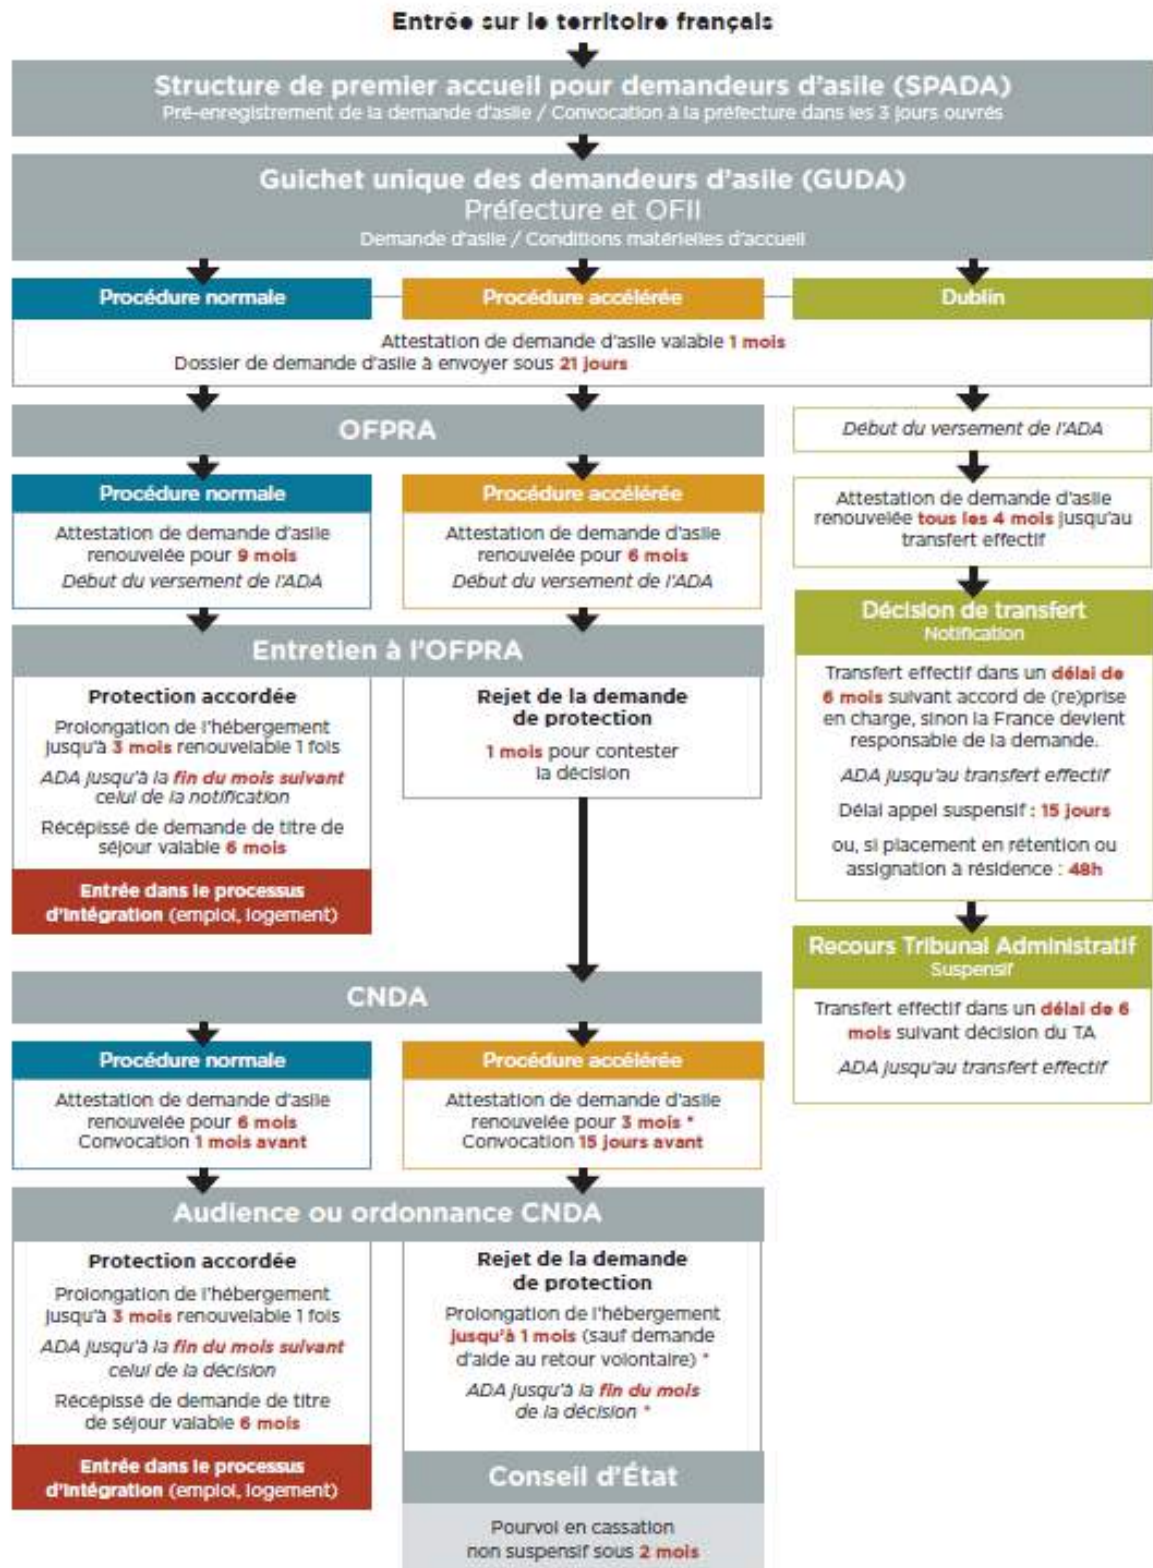 Entrée sur le territoire français
Structure de premier accueil pour demandeurs d'asile (SPADA)
Pré-enregistrement de la demande d'asile / Convocation à la préfecture dans les 3 jours ouvrés
Guichet unique des demandeurs d'asile (GUDA)
Préfecture et OFII
Demande d'asile / Conditions matérielles d'accueil
Procédure normale
Procédure accélérée
Dublin
Attestation de demande d'asile valable 1 mois
Dossier de demande d'asile à envoyer sous 21 jours
OFPRA
Procédure normale
Attestation de demande d'asile
renouvelée pour 9 mois
Début du versement de l'ADA
Procédure accélérée
Attestation de demande d'asile
renouvelée pour 6 mois
Début du versement de l'ADA
Entretien à l'OFPRA
Protection accordée
Prolongation de l'hébergement
jusqu'à 3 mois renouvelable 1 fois
ADA jusqu'à la fin du mois suivant
celui de la notification
Récépissé de demande de titre de
séjour valable 6 mois
Entrée dans le processus
d'intégration (emploi, logement)
Rejet de la demande
de protection
1 mois pour contester
la décision
CNDA
Procédure normale
Attestation de demande d'asile
renouvelée pour 6 mois
Convocation 1 mois avant
Procédure accélérée
Attestation de demande d'asile
renouvelée pour 3 mois *
Convocation 15 jours avant
Audience ou ordonnance CNDA
Protection accordée
Prolongation de l'hébergement
jusqu'à 3 mois renouvelable 1 fois
ADA jusqu'à la fin du mois suivant
celui de la décision
Récépissé de demande de titre
de séjour valable 6 mois
Entrée dans le processus
d'intégration (emploi, logement)
Rejet de la demande
de protection
Prolongation de l'hébergement
jusqu'à 1 mois (sauf demande
d'aide au retour volontaire) *
ADA jusqu'à la fin du mois
de la décision *
Conseil d'État
Pourvoi en cassation
non suspensif sous 2 mois
Début du versement de l'ADA
Attestation de demande d'asile
renouvelée tous les 4 mois jusqu'au
transfert effectif
Décision de transfert
Notification
Transfert effectif dans un délai de
6 mois suivant accord de (re)prise
en charge, sinon la France devient
responsable de la demande.
ADA jusqu'au transfert effectif
Délai appel suspensif : 15 jours
ou, si placement en rétention ou
assignation à résidence : 48h
Recours Tribunal Administratif
Suspensif
Transfert effectif dans un délai de 6
mois suivant décision du TA
ADA jusqu'au transfert effectif